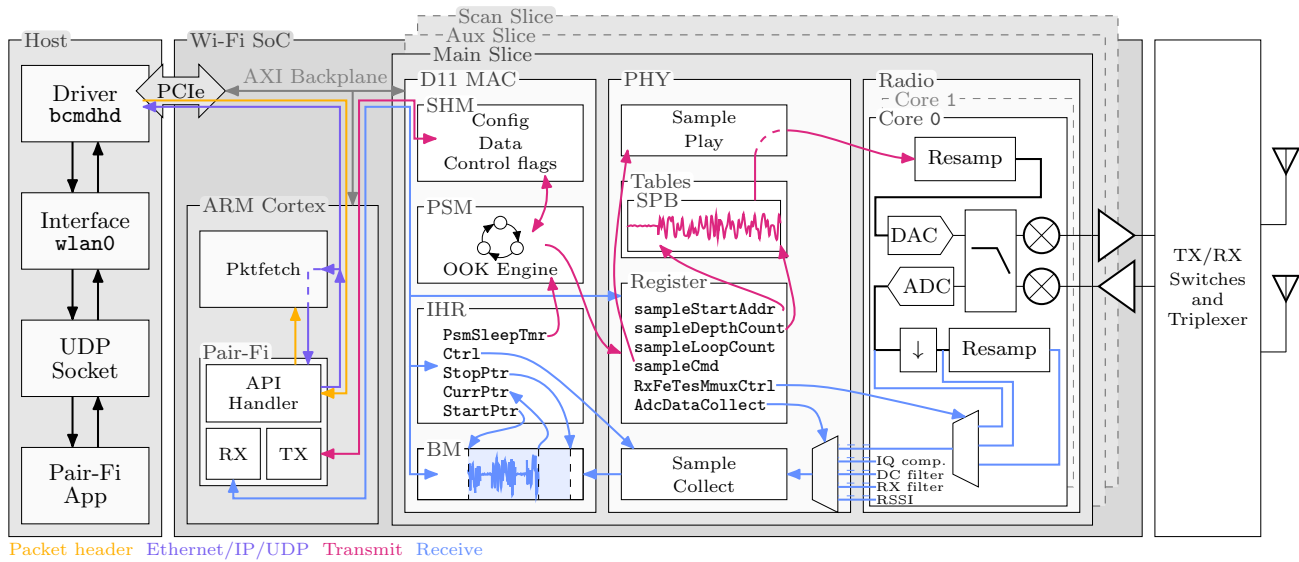 Scan Slice
Aux Slice
Main Slice
Host
Driver
bcmdhd
Interface
wlan0
UDP
Socket
Pair-Fi
App
Wi-Fi SoC
PCIe
AXI Backplane
ARM Cortex
Pktfetch
Pair-Fi
API
Handler
RX
TX
D11 MAC
SHM
Config
Data
Control flags
PSM
OOK Engine
IHR
PsmSleepTmr
Ctrl
StopPtr
CurrPtr
StartPtr
BM
PHY
Sample
Play
Tables
SPB
Register
sampleStartAddr
sampleDepthCount
sampleLoopCount
sampleCmd
RxFeTesMmuxCtrl
AdcDataCollect
Sample
Collect
Radio
Core 1
Core 0
Resamp
DAC
ADC
↓
Resamp
IQ comp.
DC filter
RX filter
RSSI
TX/RX
Switches
and
Triplexer
Packet header Ethernet/IP/UDP Transmit Receive